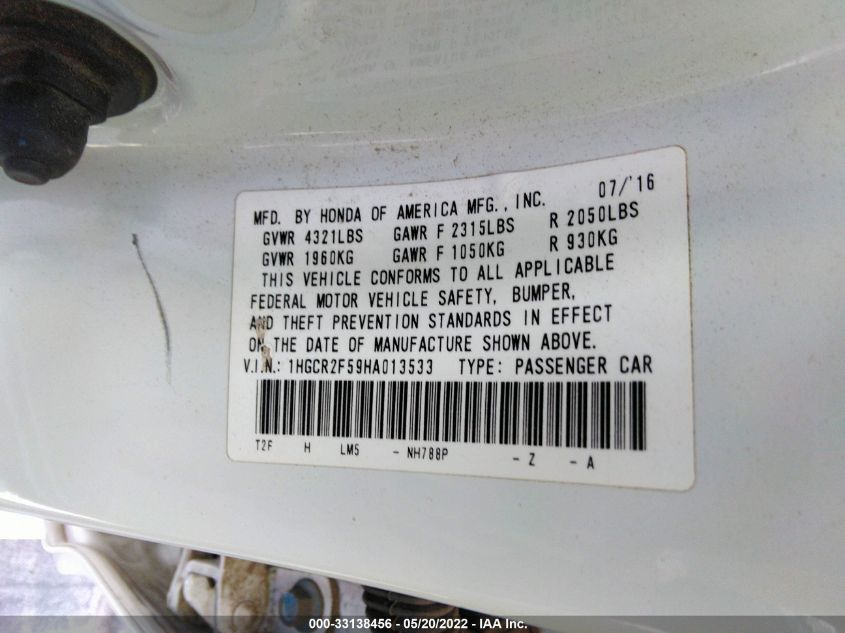 MFD. BY HONDA OF AMERICA MFG., INC. 07/'16
GVWR 4321LBS GAWR F 2315LBS R 2050LBS
GVWR 1960KG GAWR F 1050KG R 930KG
THIS VEHICLE CONFORMS TO ALL APPLICABLE
FEDERAL MOTOR VEHICLE SAFETY, BUMPER,
AND THEFT PREVENTION STANDARDS IN EFFECT
ON THE DATE OF MANUFACTURE SHOWN ABOVE.
V.I.N.: 1HGCR2F59HA013533 TYPE: PASSENGER CAR
T2F H LM5 - NH788P - Z - A
000-33138456 - 05/20/2022 - IAA Inc.